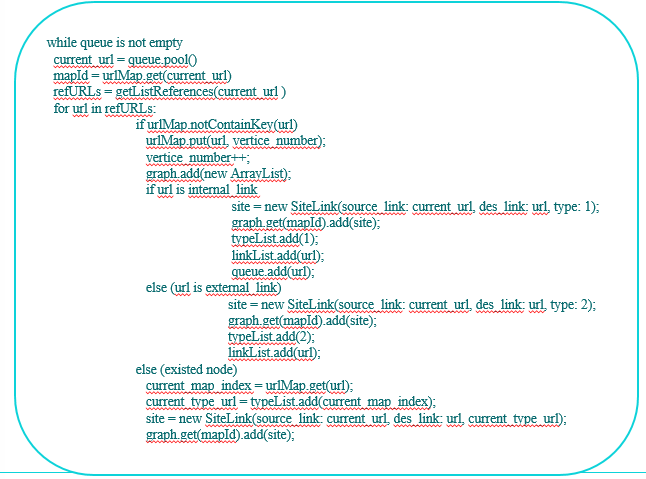 while queue is not empty
current_url = queue.pool()
mapId = urlMap.get(current_url)
refURLs = getListReferences(current_url )
for url in refURLs:
if urlMap.notContainKey(url)
urlMap.put(url, vertice_number);
vertice_number++;
graph.add(new ArrayList);
if url is internal_link
site = new SiteLink(source_link: current_url, des_link: url, type: 1);
graph.get(mapId).add(site);
typeList.add(1);
linkList.add(url);
queue.add(url);
else (url is external_link)
site = new SiteLink(source_link: current_url, des_link: url, type: 2);
graph.get(mapId).add(site);
typeList.add(2);
linkList.add(url);
else (existed node)
current_map_index = urlMap.get(url);
current_type_url = typeList.add(current_map_index);
site = new SiteLink(source_link: current_url, des_link: url, current_type_url);
graph.get(mapId).add(site);